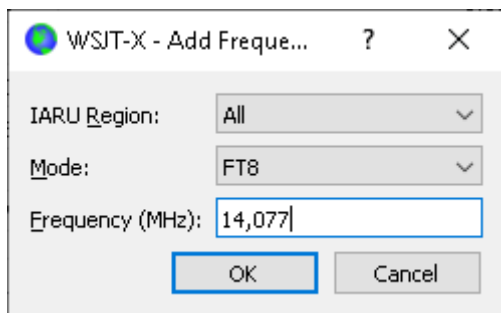 WSJT-X - Add Freque... ?
IARU Region: All
Mode: FT8
Frequency (MHz): 14,077
OK Cancel